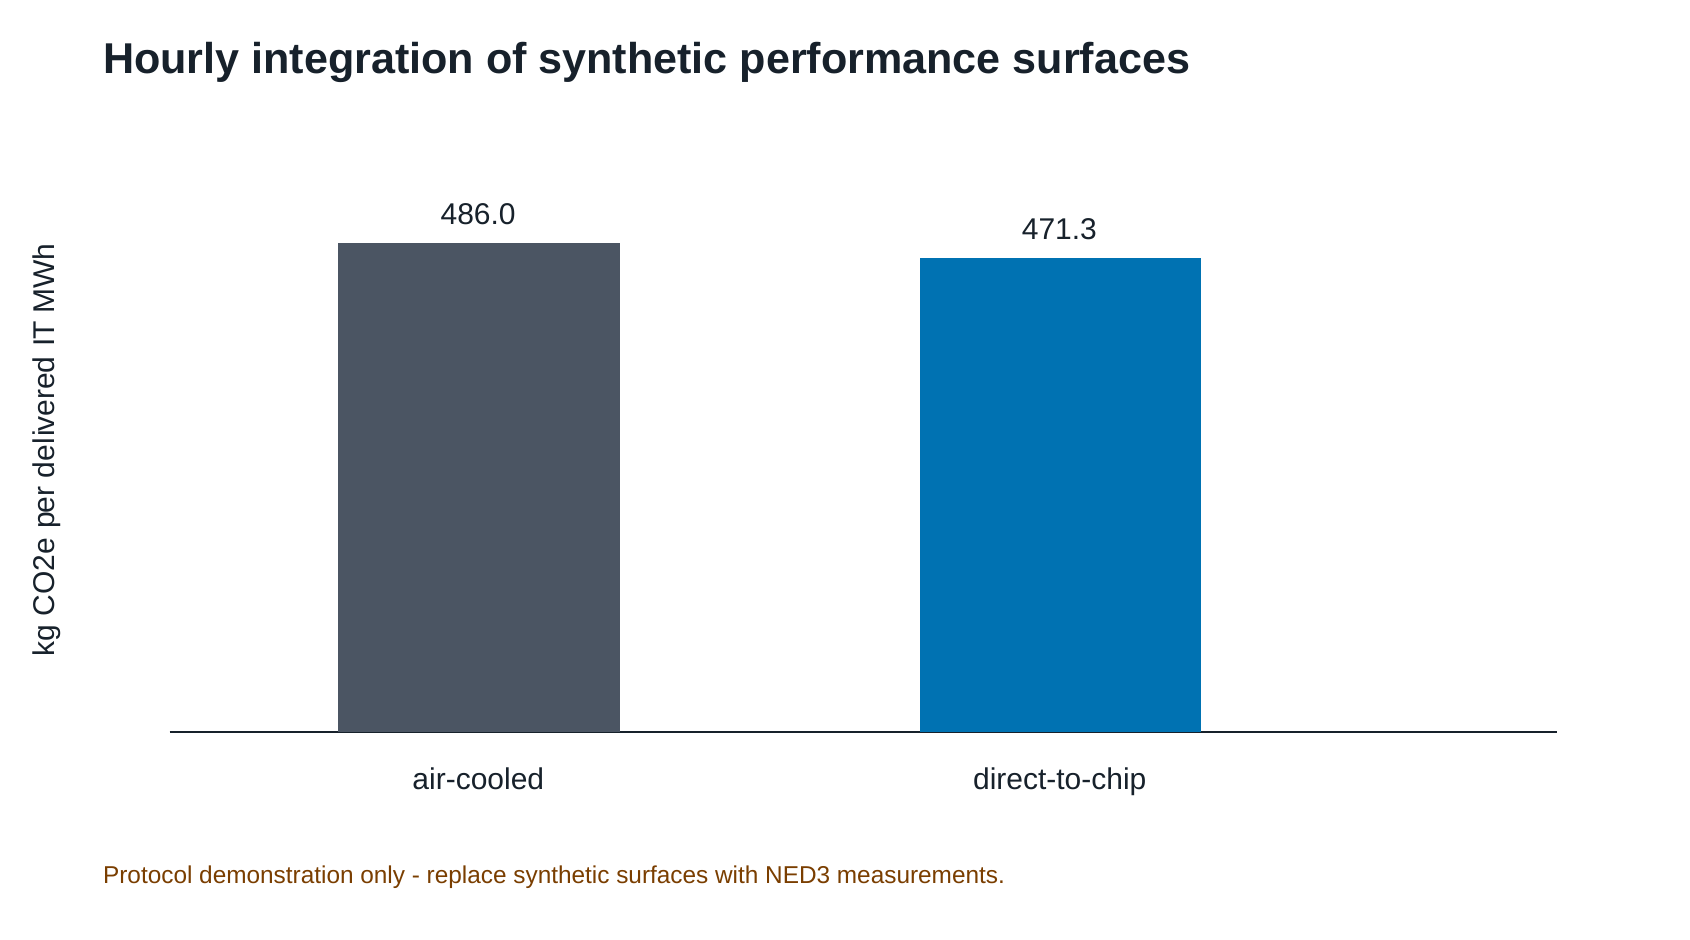 Hourly integration of synthetic performance surfaces
kg CO2e per delivered IT MWh
486.0
471.3
air-cooled
direct-to-chip
Protocol demonstration only - replace synthetic surfaces with NED3 measurements.